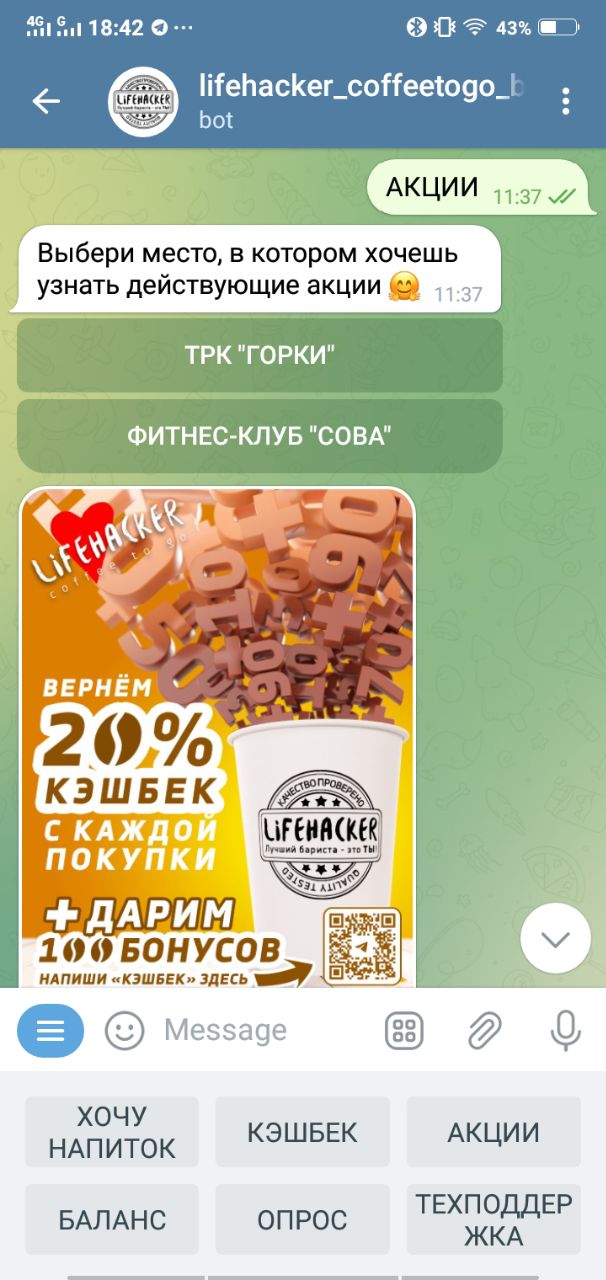 4G G 18:42 ... 43%
lifehacker_coffeetogo_b
bot
АКЦИИ 11:37
Выбери место, в котором хочешь
узнать действующие акции 🤗 11:37
ТРК "ГОРКИ"
ФИТНЕС-КЛУБ "СОВА"
LiFEHACKER
coffee to go
ВЕРНЁМ
20%
КЭШБЕК
С КАЖДОЙ
ПОКУПКИ
КАЧЕСТВО ПРОВЕРЕНО
LiFEHACKER
Лучший бариста - это ТЫ!
QUALITY TESTED
+ ДАРИМ
100 БОНУСОВ
НАПИШИ «КЭШБЕК» ЗДЕСЬ
Message
ХОЧУ
НАПИТОК
КЭШБЕК
АКЦИИ
БАЛАНС
ОПРОС
ТЕХПОДДЕР
ЖКА